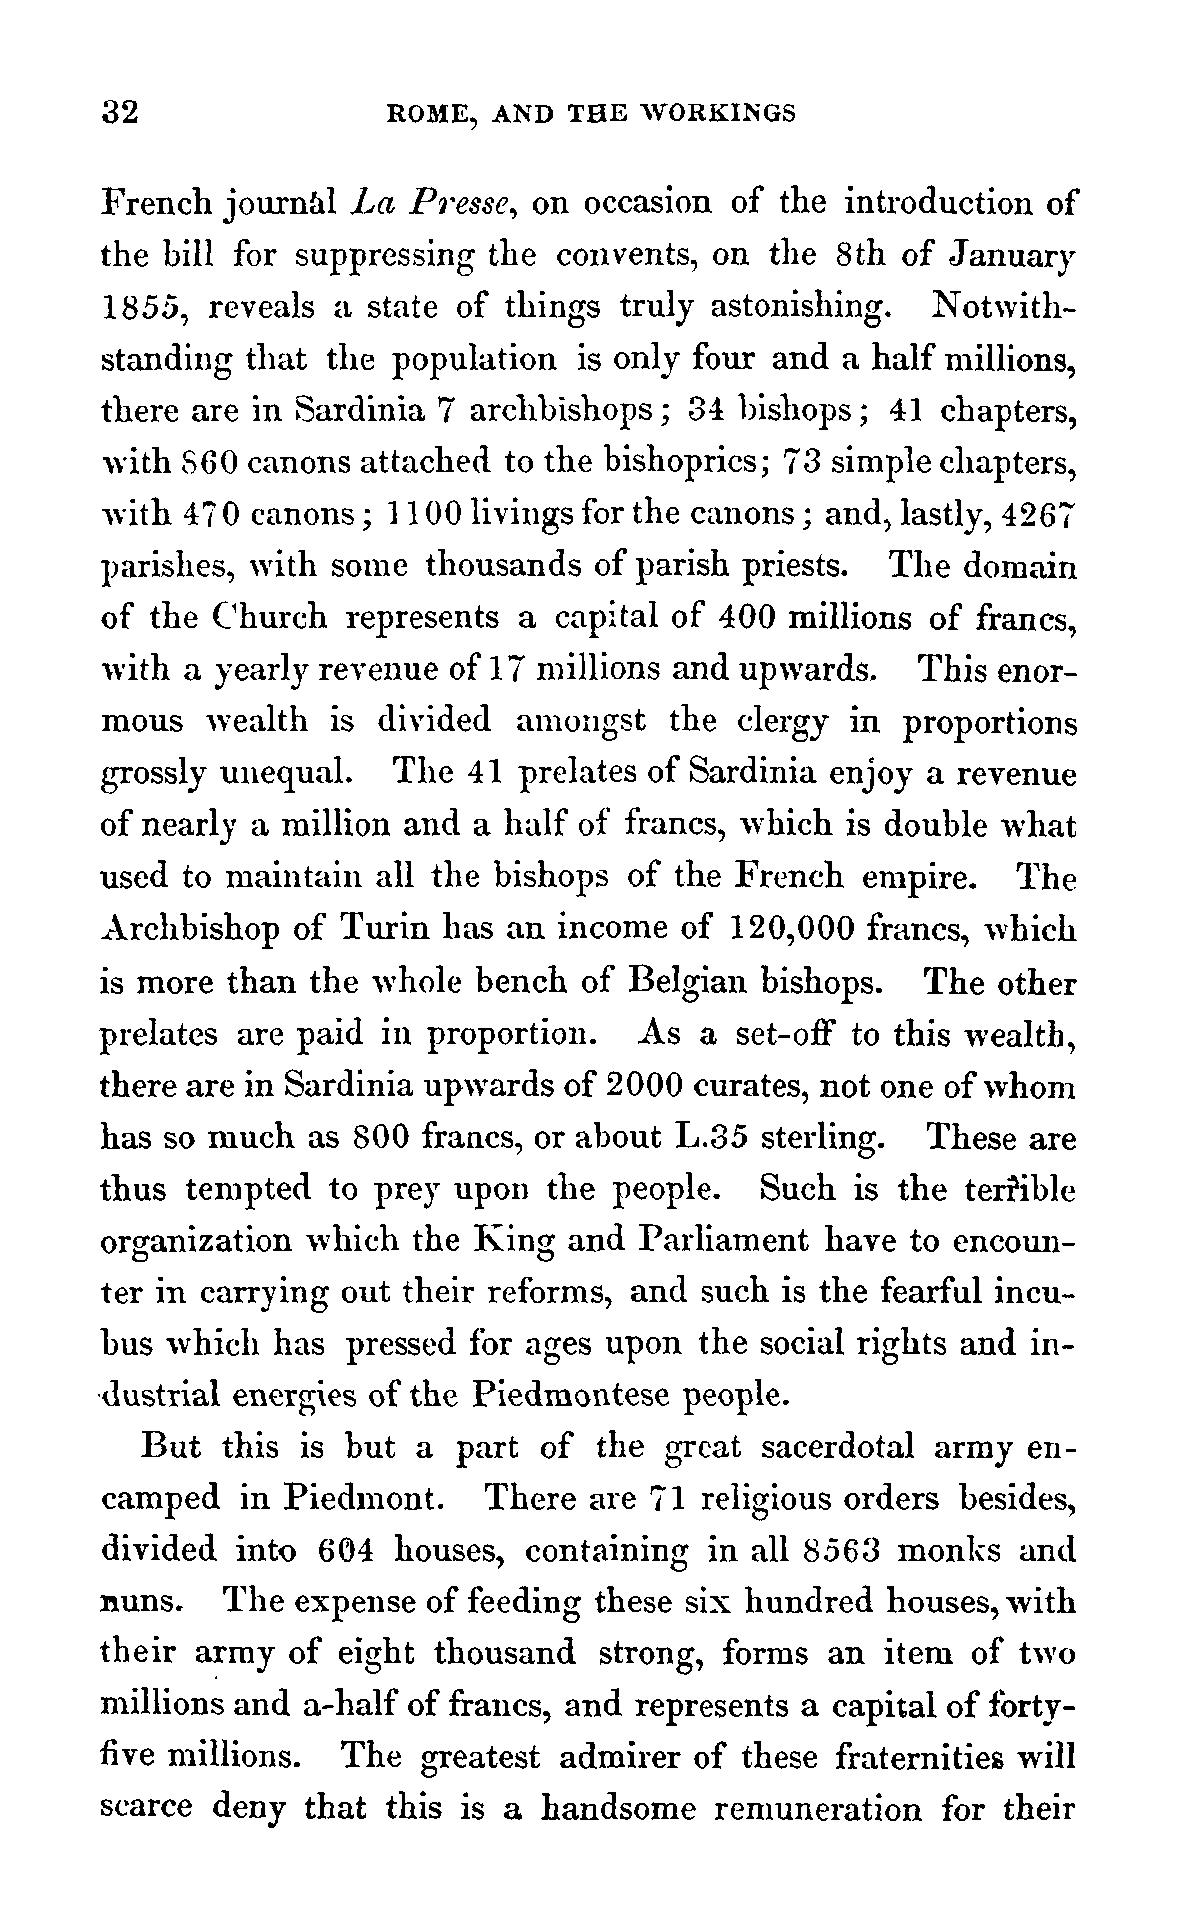 32 ROME, AND THE WORKINGS
French journal La Presse, on occasion of the introduction of
the bill for suppressing the convents, on the 8th of January
1855, reveals a state of things truly astonishing. Notwith-
standing that the population is only four and a half millions,
there are in Sardinia 7 archbishops; 34 bishops; 41 chapters,
with 860 canons attached to the bishoprics; 73 simple chapters,
with 470 canons; 1100 livings for the canons; and, lastly, 4267
parishes, with some thousands of parish priests. The domain
of the Church represents a capital of 400 millions of francs,
with a yearly revenue of 17 millions and upwards. This enor-
mous wealth is divided amongst the clergy in proportions
grossly unequal. The 41 prelates of Sardinia enjoy a revenue
of nearly a million and a half of francs, which is double what
used to maintain all the bishops of the French empire. The
Archbishop of Turin has an income of 120,000 francs, which
is more than the whole bench of Belgian bishops. The other
prelates are paid in proportion. As a set-off to this wealth,
there are in Sardinia upwards of 2000 curates, not one of whom
has so much as 800 francs, or about L.35 sterling. These are
thus tempted to prey upon the people. Such is the terrible
organization which the King and Parliament have to encoun-
ter in carrying out their reforms, and such is the fearful incu-
bus which has pressed for ages upon the social rights and in-
dustrial energies of the Piedmontese people.
But this is but a part of the great sacerdotal army en-
camped in Piedmont. There are 71 religious orders besides,
divided into 604 houses, containing in all 8563 monks and
nuns. The expense of feeding these six hundred houses, with
their army of eight thousand strong, forms an item of two
millions and a-half of francs, and represents a capital of forty-
five millions. The greatest admirer of these fraternities will
scarce deny that this is a handsome remuneration for their